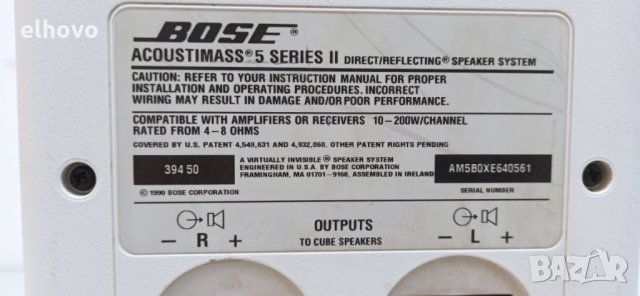 elhovo
BOSE®
ACOUSTIMASS® 5 SERIES II DIRECT/REFLECTING® SPEAKER SYSTEM
CAUTION: REFER TO YOUR INSTRUCTION MANUAL FOR PROPER
INSTALLATION AND OPERATING PROCEDURES. INCORRECT
WIRING MAY RESULT IN DAMAGE AND/OR POOR PERFORMANCE.
COMPATIBLE WITH AMPLIFIERS OR RECEIVERS 10-200W/CHANNEL
RATED FROM 4-8 OHMS
COVERED BY U.S. PATENT 4,549,631 AND 4,932,060. OTHER PATENT RIGHTS PENDING
394 50
A VIRTUALLY INVISIBLE® SPEAKER SYSTEM
ENGINEERED IN U.S.A. BY BOSE CORPORATION
FRAMINGHAM, MA 01701-9168, ASSEMBLED IN IRELAND
AM5B0XE640561
© 1990 BOSE CORPORATION
SERIAL NUMBER
- R +
OUTPUTS
TO CUBE SPEAKERS
- L +
BAZAR